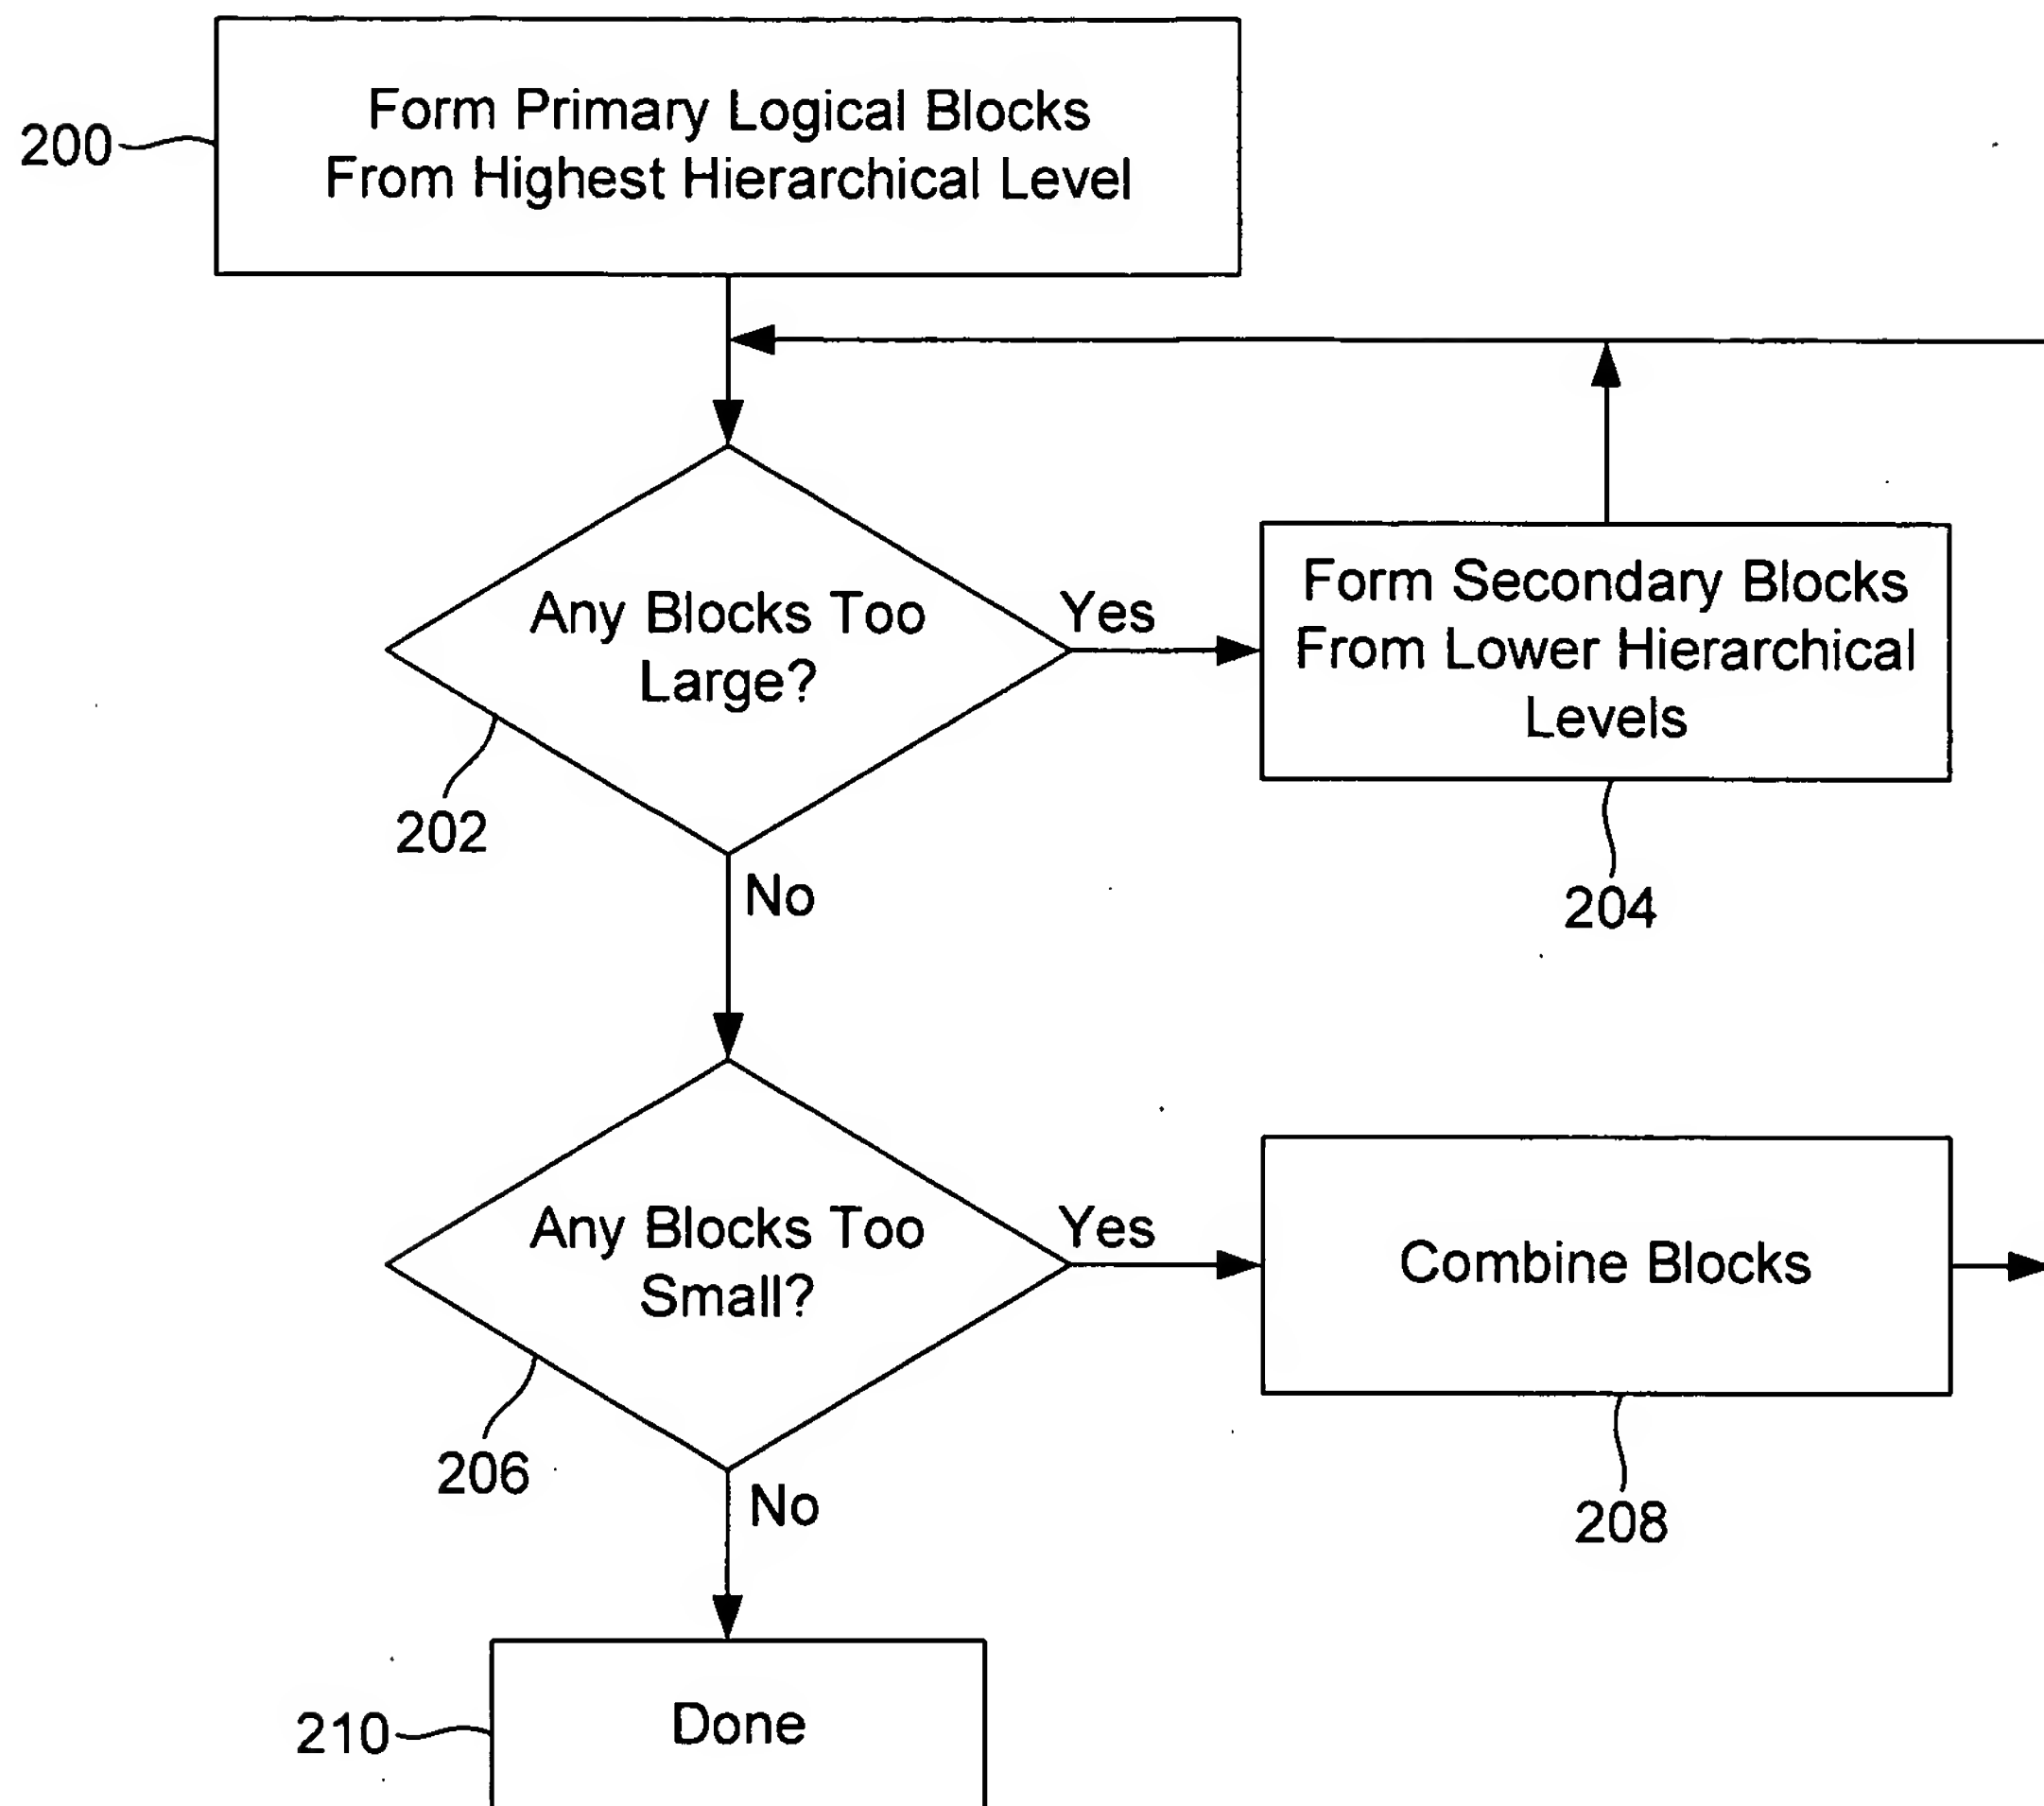 Form Primary Logical Blocks
From Highest Hierarchical Level
200
Any Blocks Too
Large?
Yes
Form Secondary Blocks
From Lower Hierarchical
Levels
202
No
204
Any Blocks Too
Small?
Yes
Combine Blocks
206
No
208
Done
210